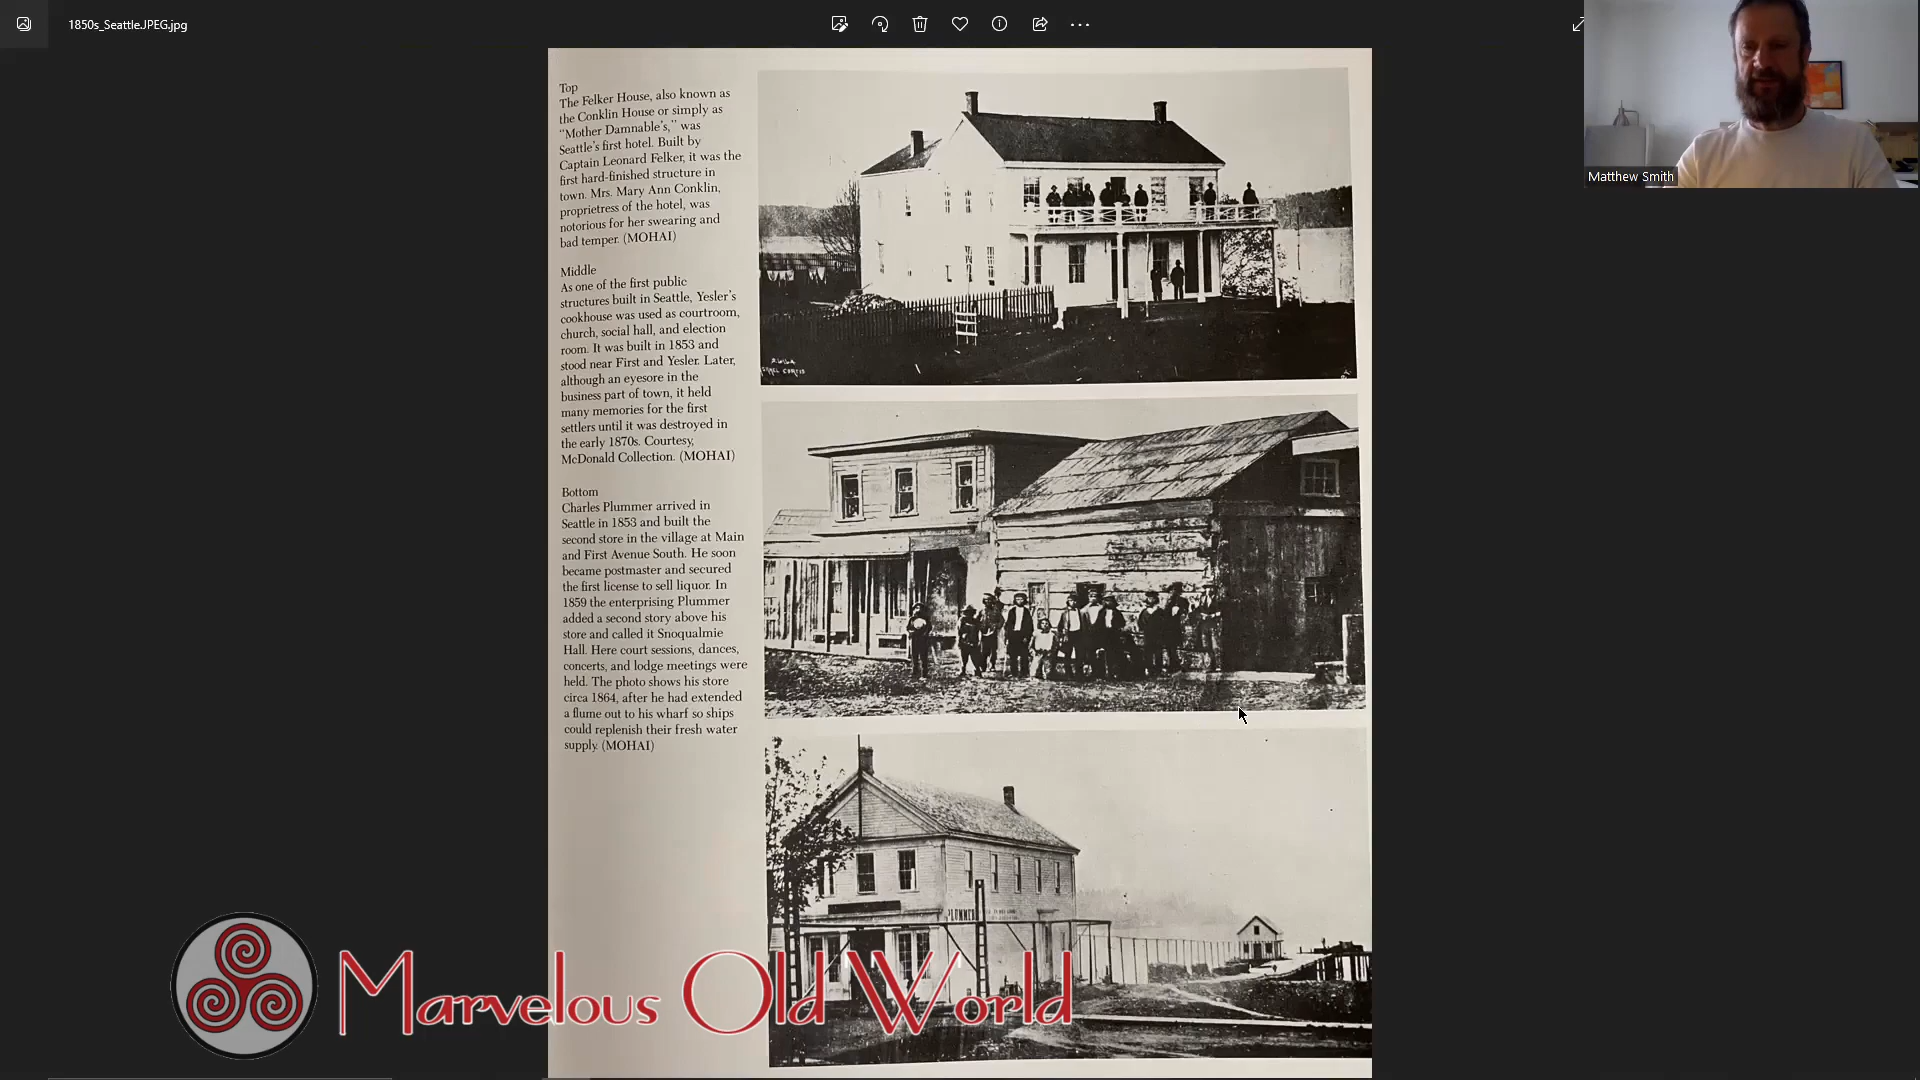 1850s_Seattle.JPEG.jpg
Matthew Smith
Top
The Felker House, also known as
the Conklin House or simply as
“Mother Damnable’s,” was
Seattle’s first hotel. Built by
Captain Leonard Felker, it was the
first hard-finished structure in
town. Mrs. Mary Ann Conklin,
proprietress of the hotel, was
notorious for her swearing and
bad temper. (MOHAI)
Middle
As one of the first public
structures built in Seattle, Yesler’s
cookhouse was used as courtroom,
church, social hall, and election
room. It was built in 1853 and
stood near First and Yesler. Later,
although an eyesore in the
business part of town, it held
many memories for the first
settlers until it was destroyed in
the early 1870s. Courtesy,
McDonald Collection. (MOHAI)
Bottom
Charles Plummer arrived in
Seattle in 1853 and built the
second store in the village at Main
and First Avenue South. He soon
became postmaster and secured
the first license to sell liquor. In
1859 the enterprising Plummer
added a second story above his
store and called it Snoqualmie
Hall. Here court sessions, dances,
concerts, and lodge meetings were
held. The photo shows his store
circa 1864, after he had extended
a flume out to his wharf so ships
could replenish their fresh water
supply. (MOHAI)
CURTIS
Marvelous Old World